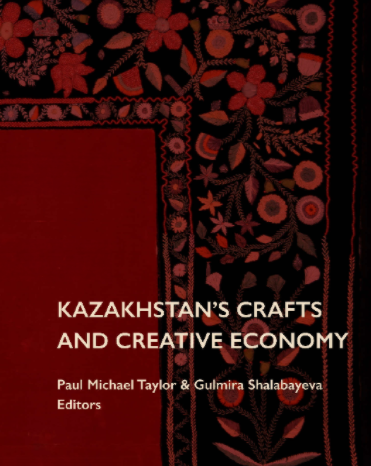 KAZAKHSTAN'S CRAFTS
AND CREATIVE ECONOMY
Paul Michael Taylor & Gulmira Shalabayeva
Editors